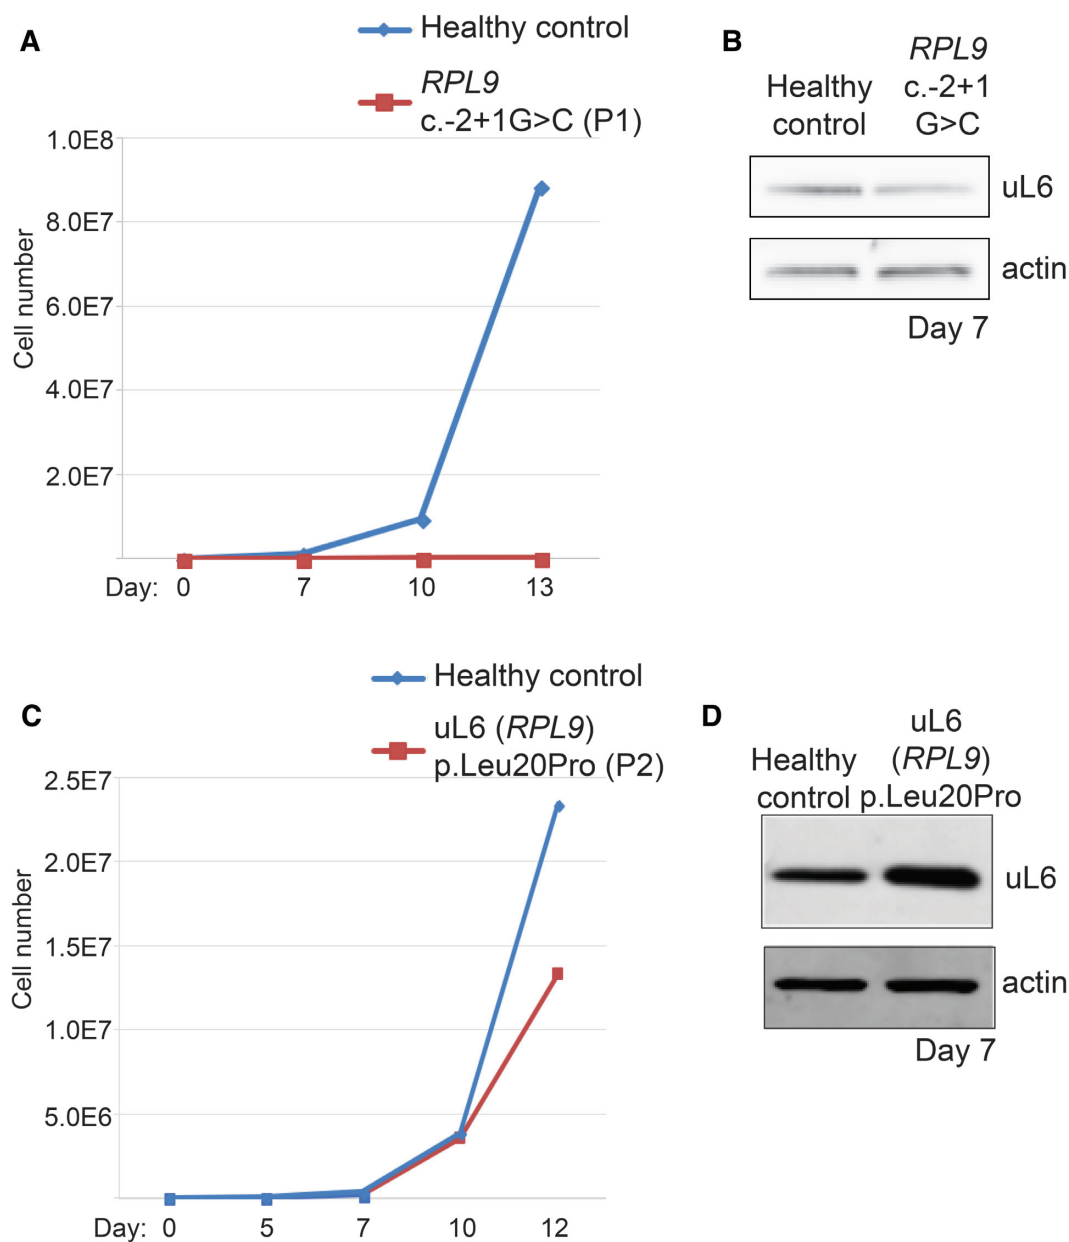 A
Healthy control
RPL9
c.-2+1G>C (P1)
1.0E8
8.0E7
6.0E7
4.0E7
2.0E7
Cell number
Day: 0 7 10 13
B
Healthy
control
RPL9
c.-2+1
G>C
uL6
actin
Day 7
C
Healthy control
uL6 (RPL9)
p.Leu20Pro (P2)
2.5E7
2.0E7
1.5E7
1.0E7
5.0E6
Cell number
Day: 0 5 7 10 12
D
Healthy
control
uL6
(RPL9)
p.Leu20Pro
uL6
actin
Day 7